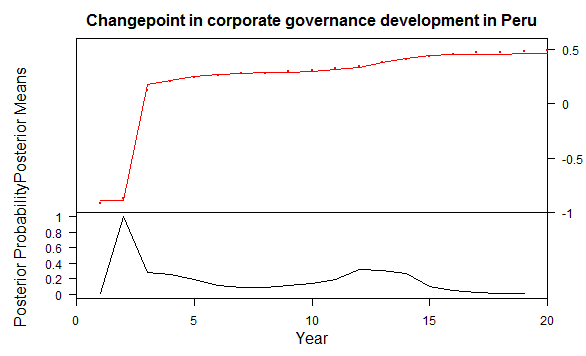 Changepoint in corporate governance development in Peru
Posterior Means
0.5
0
-0.5
-1
Posterior Probability
1
0.8
0.6
0.4
0.2
0
0 5 10 15 20
Year